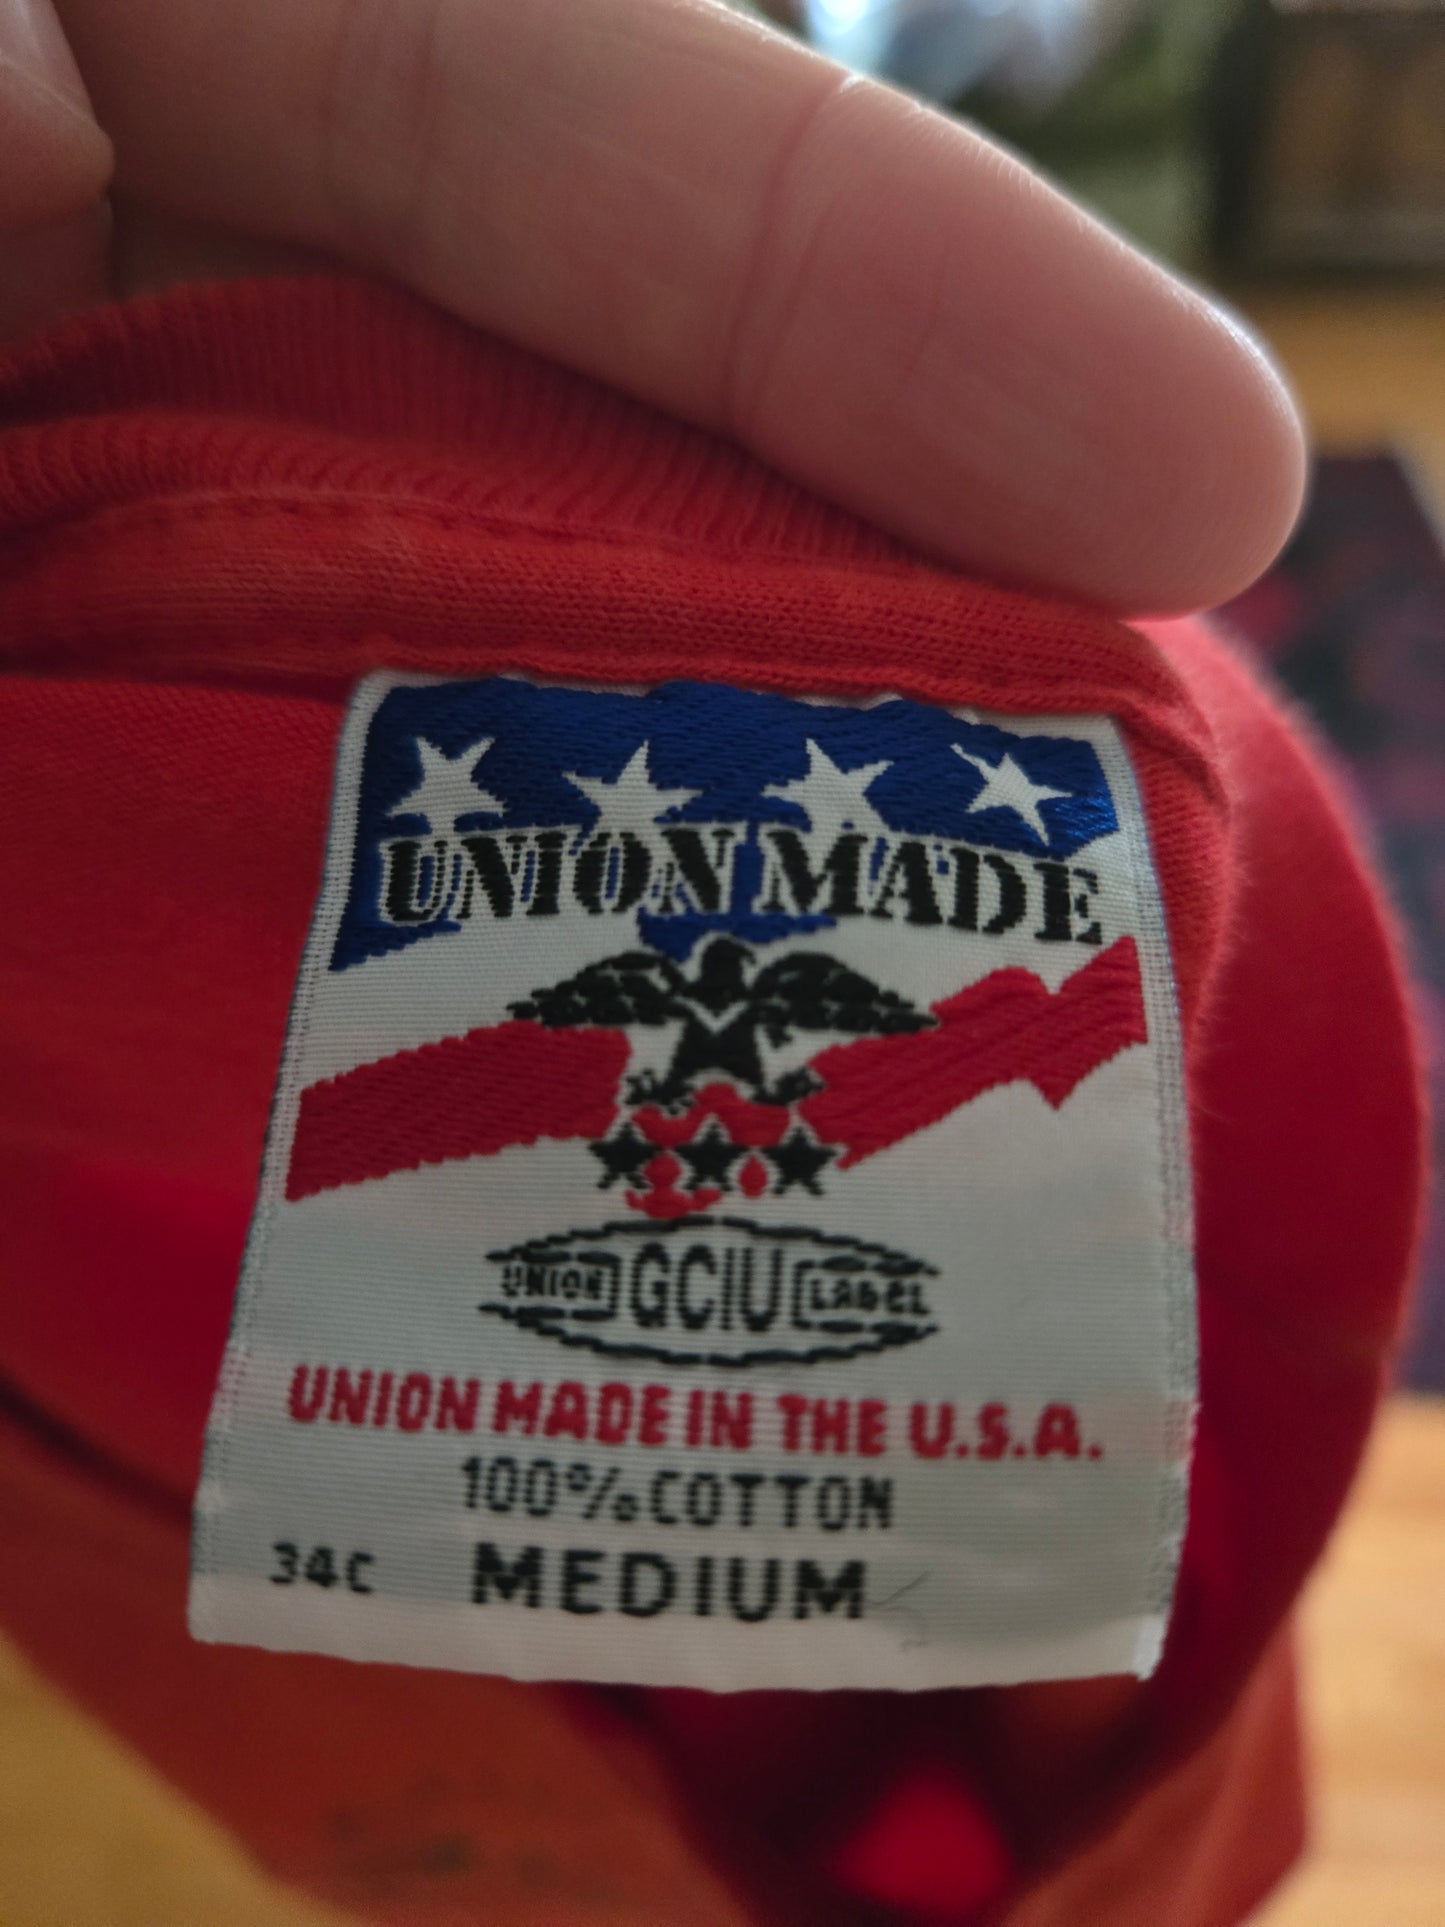 UNION MADE
UNION GCIU LABEL
UNION MADE IN THE U.S.A.
100% COTTON
34C MEDIUM